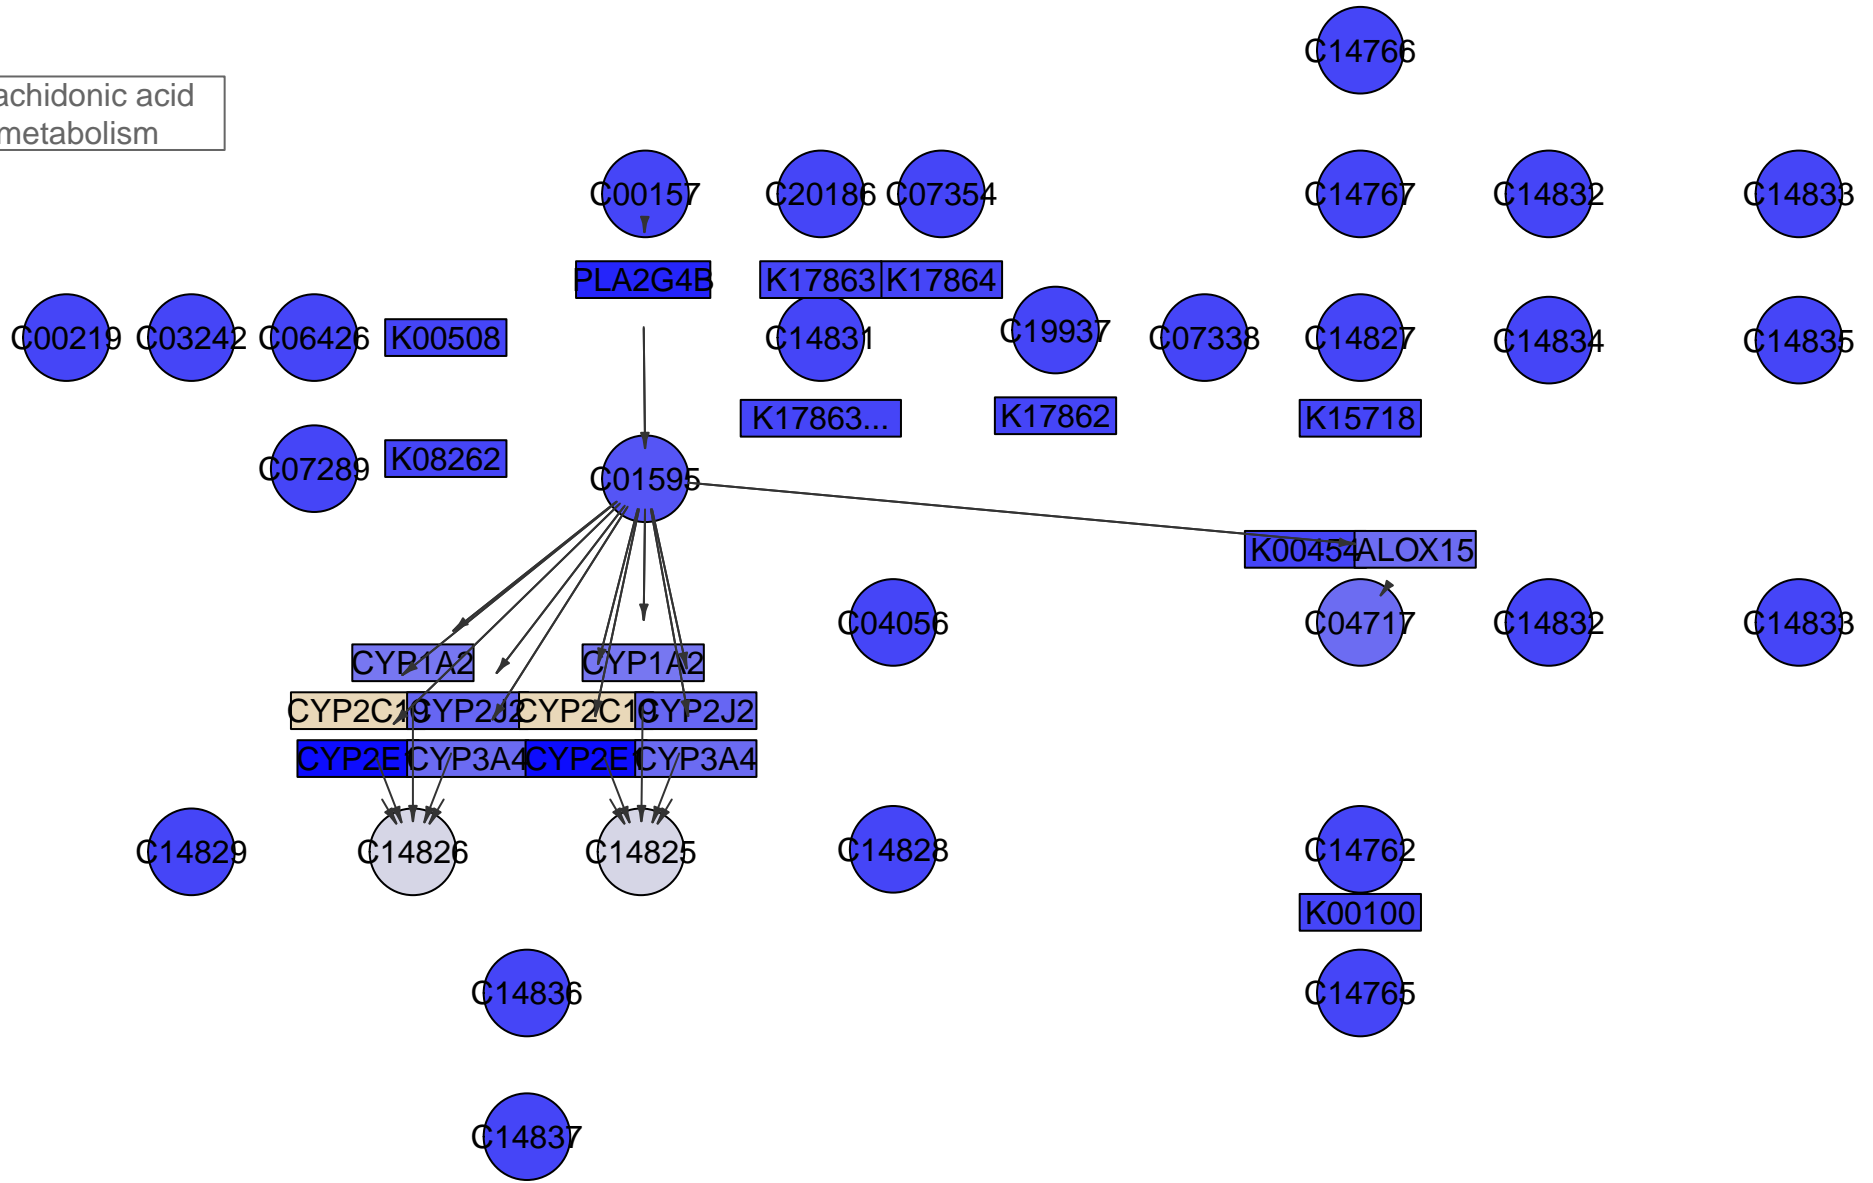 C14766
achidonic acid
metabolism
C00157
C20186
C07354
C14767
C14832
C14833
PLA2G4B
K17863
K17864
C00219
C03242
C06426
K00508
C14831
C19937
C07338
C14827
C14834
C14835
K17863...
K17862
K15718
C07289
K08262
C01595
K00454
ALOX15
C04056
C04717
C14832
C14833
CYP1A2
CYP1A2
CYP2C19
CYP2J2
CYP2C19
CYP2J2
CYP2E1
CYP3A4
CYP2E1
CYP3A4
C14829
C14826
C14825
C14828
C14762
K00100
C14836
C14765
C14837